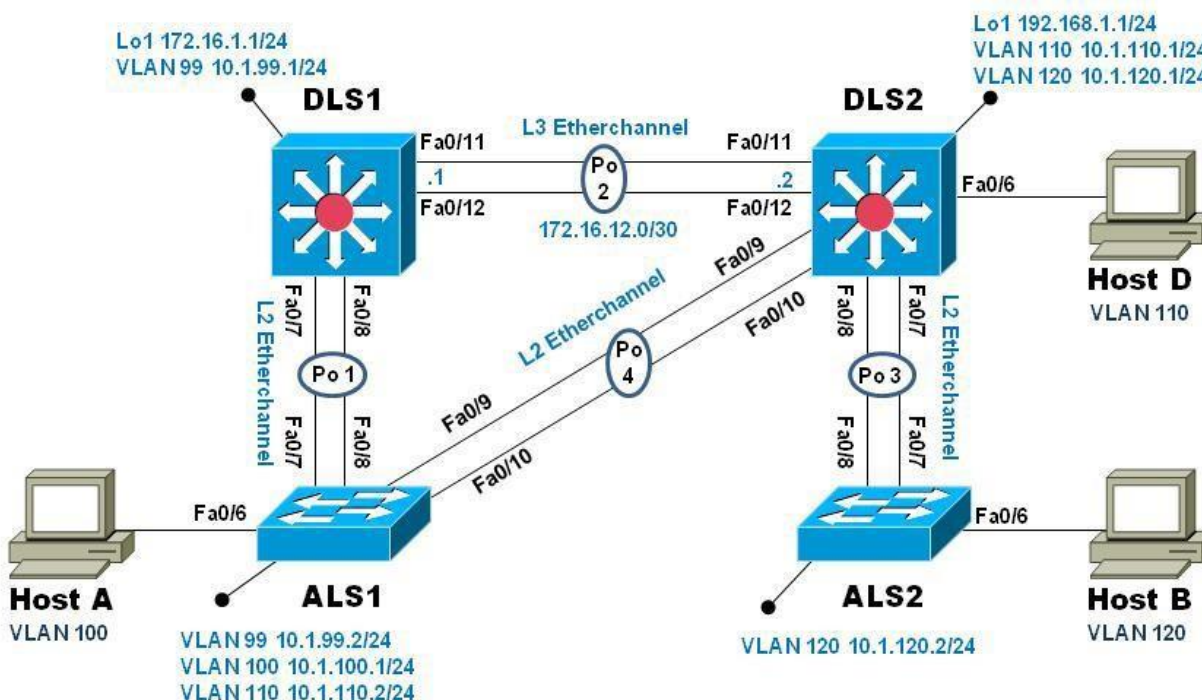 Lo1 172.16.1.1/24
VLAN 99 10.1.99.1/24
DLS1
Lo1 192.168.1.1/24
VLAN 110 10.1.110.1/24
VLAN 120 10.1.120.1/24
DLS2
L3 Etherchannel
Fa0/11
Fa0/11
.1
Po
2
.2
Fa0/12
Fa0/12
172.16.12.0/30
Fa0/6
Host D
VLAN 110
Fa0/7
Fa0/8
L2 Etherchannel
Po 1
Fa0/7
Fa0/8
Fa0/9
Fa0/10
L2 Etherchannel
Po
4
Fa0/9
Fa0/10
Fa0/8
Fa0/7
L2 Etherchannel
Po 3
Fa0/8
Fa0/7
Fa0/6
Host A
VLAN 100
ALS1
VLAN 99 10.1.99.2/24
VLAN 100 10.1.100.1/24
VLAN 110 10.1.110.2/24
Fa0/6
ALS2
VLAN 120 10.1.120.2/24
Host B
VLAN 120